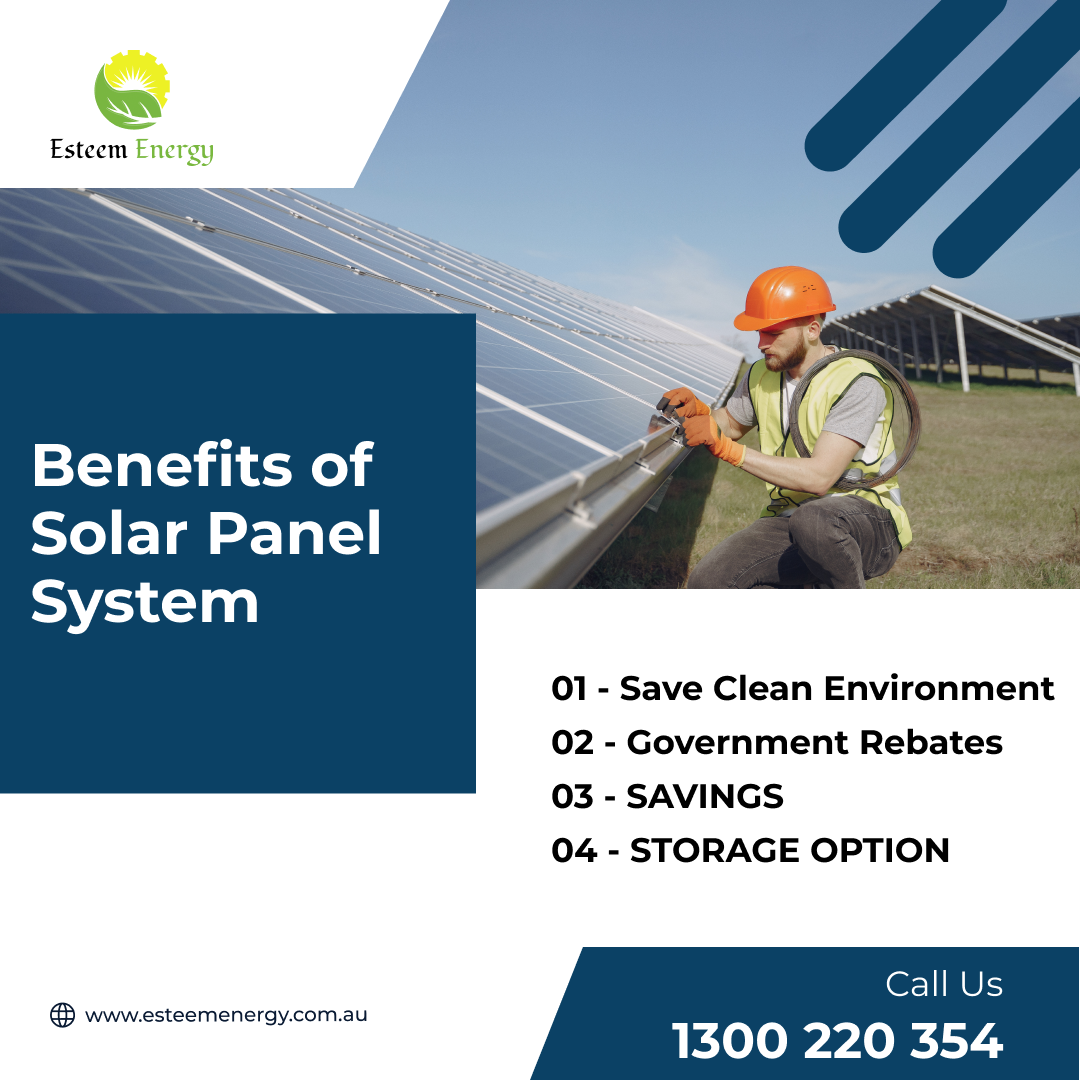 Esteem Energy
Benefits of
Solar Panel
System
01 - Save Clean Environment
02 - Government Rebates
03 - SAVINGS
04 - STORAGE OPTION
www.esteemenergy.com.au
Call Us
1300 220 354